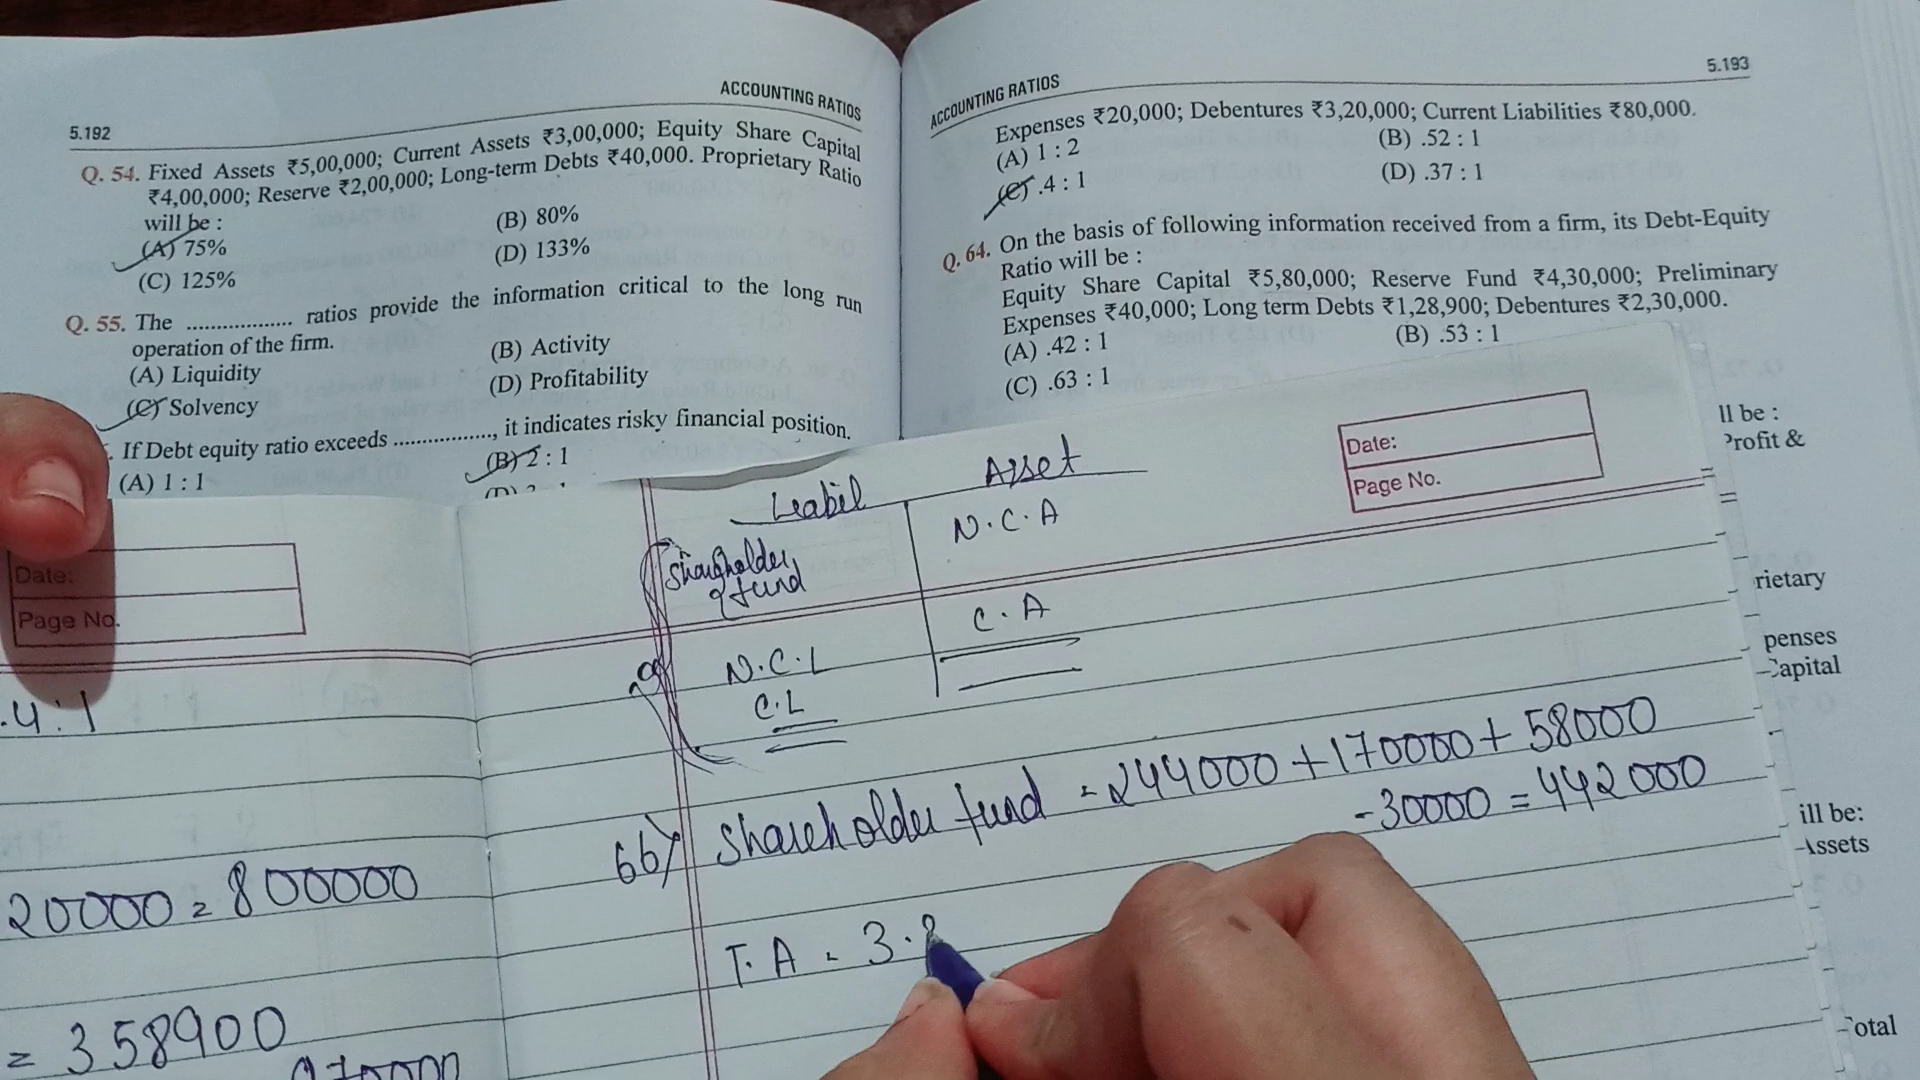 5.192
ACCOUNTING RATIOS
Q. 54. Fixed Assets ₹5,00,000; Current Assets ₹3,00,000; Equity Share Capital
₹4,00,000; Reserve ₹2,00,000; Long-term Debts ₹40,000. Proprietary Ratio
will be :
(A) 75%
(B) 80%
(C) 125%
(D) 133%
Q. 55. The .................. ratios provide the information critical to the long run
operation of the firm.
(A) Liquidity
(B) Activity
(C) Solvency
(D) Profitability
. If Debt equity ratio exceeds ................., it indicates risky financial position.
(A) 1 : 1
(B) 2 : 1
ACCOUNTING RATIOS
5.193
Expenses ₹20,000; Debentures ₹3,20,000; Current Liabilities ₹80,000.
(A) 1 : 2
(B) .52 : 1
(C) .4 : 1
(D) .37 : 1
Q. 64. On the basis of following information received from a firm, its Debt-Equity
Ratio will be :
Equity Share Capital ₹5,80,000; Reserve Fund ₹4,30,000; Preliminary
Expenses ₹40,000; Long term Debts ₹1,28,900; Debentures ₹2,30,000.
(A) .42 : 1
(B) .53 : 1
(C) .63 : 1
ll be :
Profit &
rietary
penses
Capital
ill be:
Assets
Total
Date:
Page No.
.4:1
20000 = 800000
= 358900
Date:
Page No.
Leabil
Asset
Shareholder
fund
N.C.A
C.A
N.C.L
C.L
66) Shareholder fund = 244000 + 170000 + 58000
-30000 = 442000
T.A = 3.